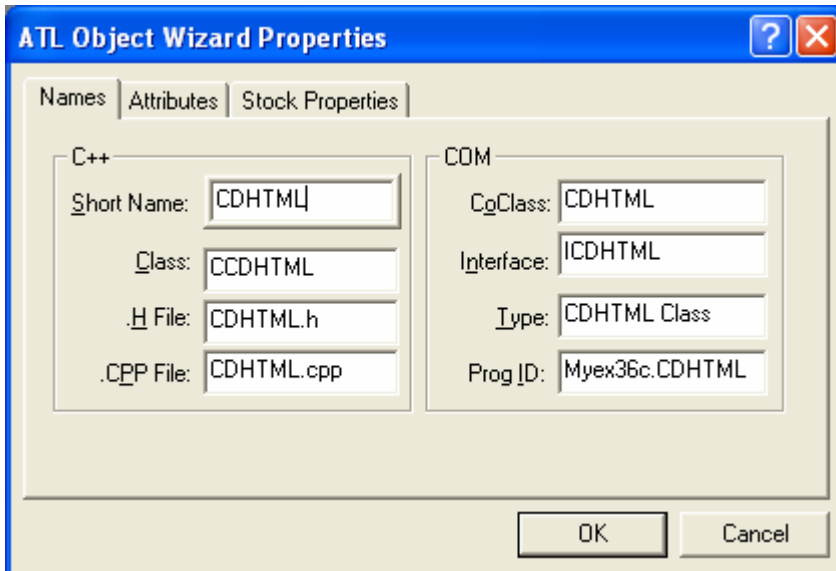 ATL Object Wizard Properties
?
Names
Attributes
Stock Properties
C++
Short Name: CDHTML
Class: CCDHTML
.H File: CDHTML.h
.CPP File: CDHTML.cpp
COM
CoClass: CDHTML
Interface: ICDHTML
Type: CDHTML Class
Prog ID: Myex36c.CDHTML
OK
Cancel